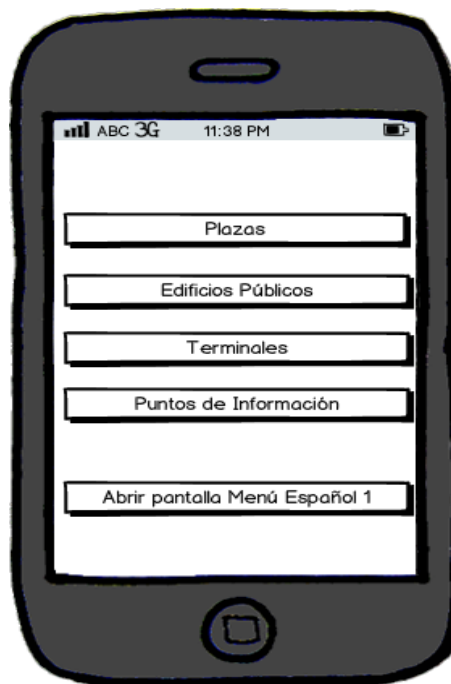 ABC 3G 11:38 PM
Plazas
Edificios Públicos
Terminales
Puntos de Información
Abrir pantalla Menú Español 1